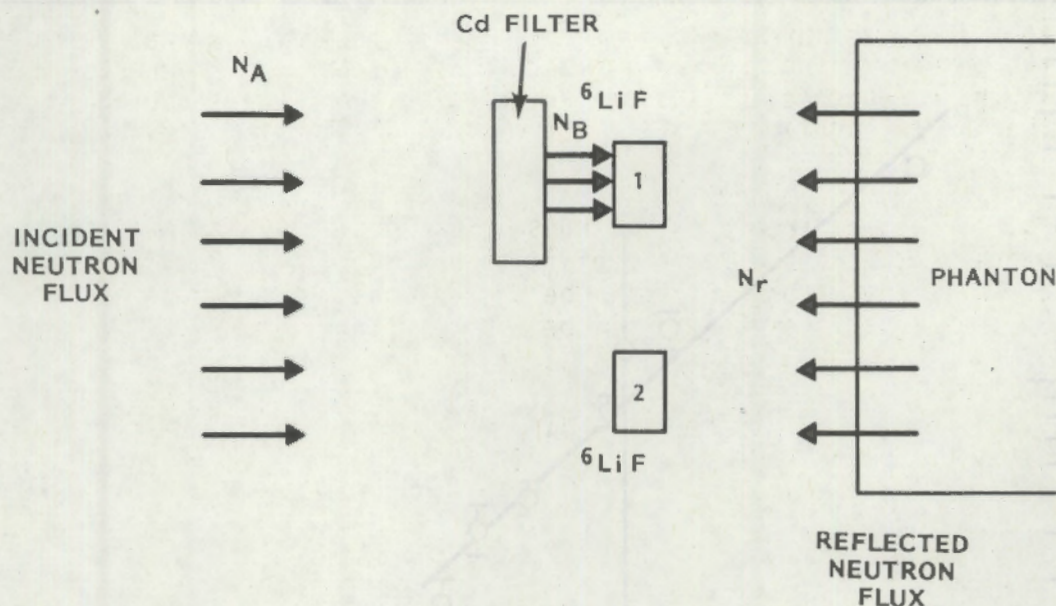 Cd FILTER
N_A
⁶LiF
N_B
1
INCIDENT
NEUTRON
FLUX
N_r
PHANTON
2
⁶LiF
REFLECTED
NEUTRON
FLUX